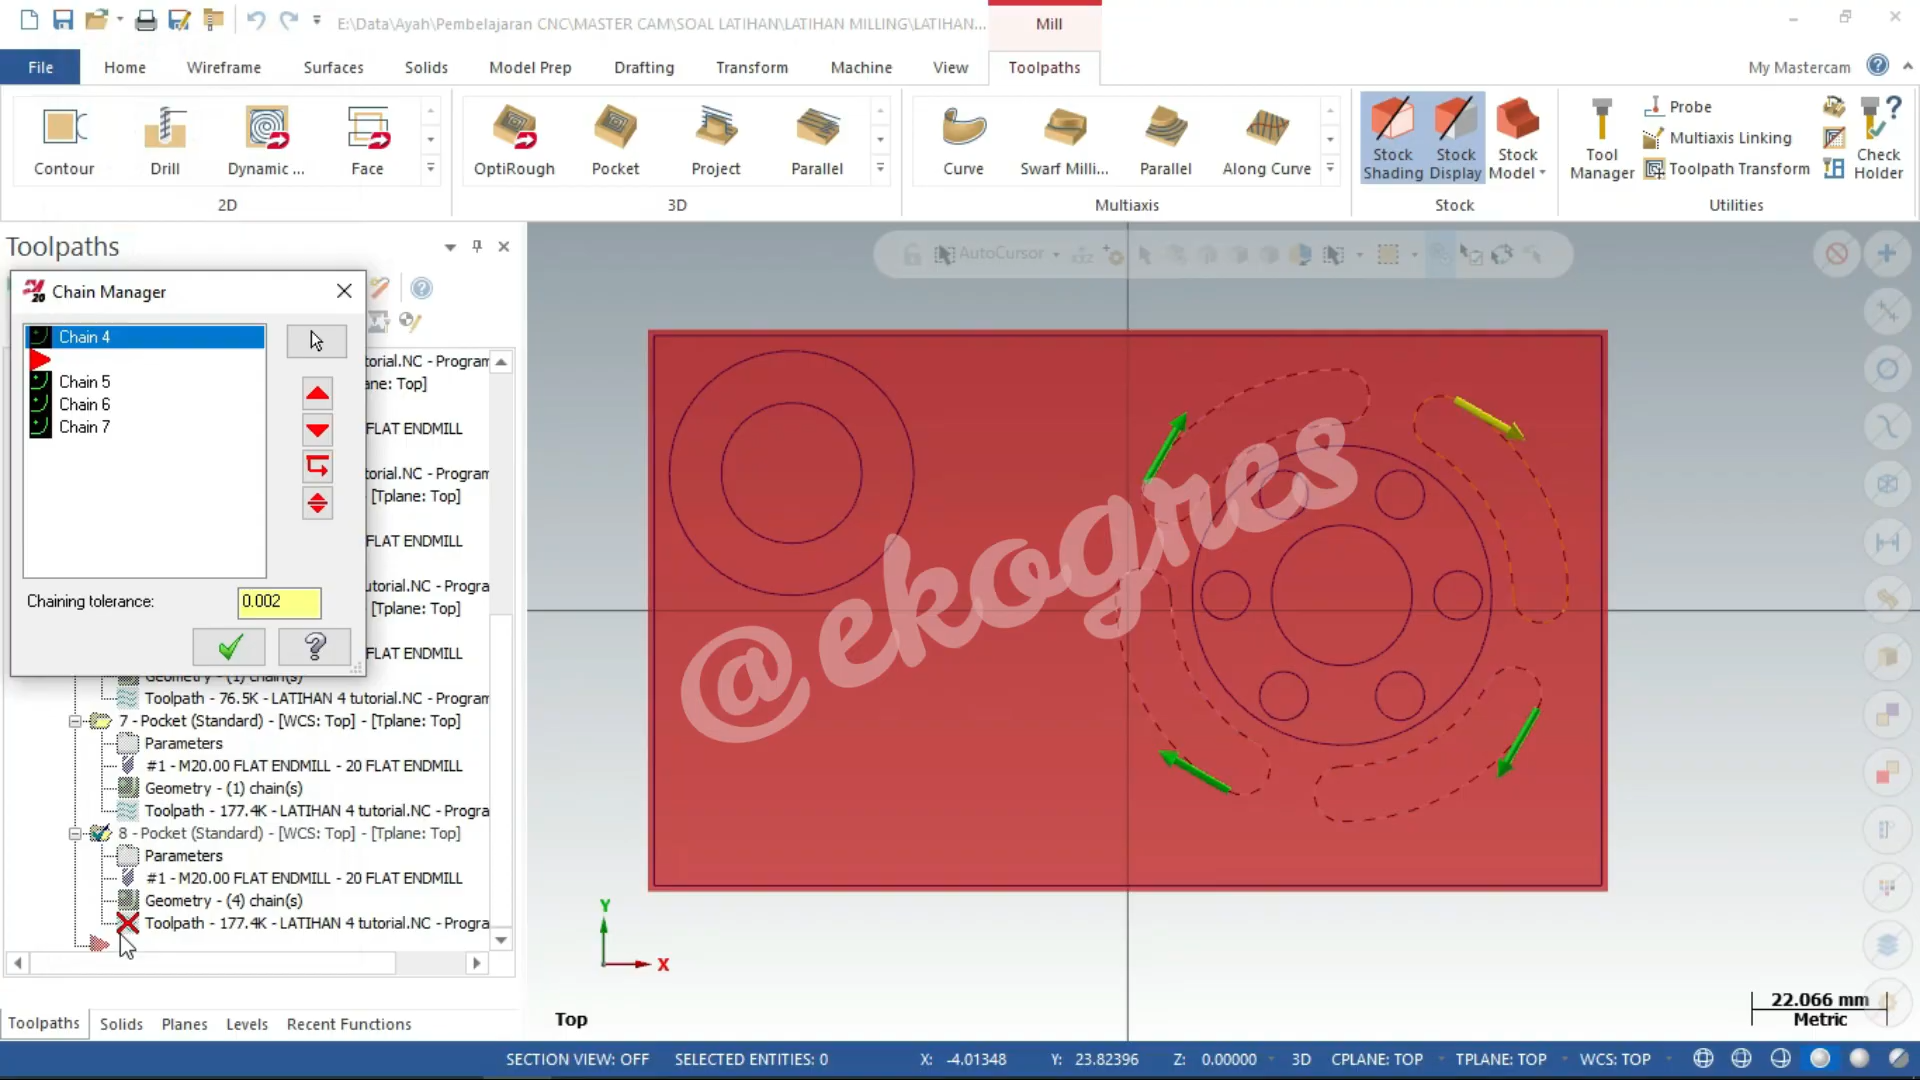 E:\Data\Ayah\Pembelajaran CNC\MASTER CAM\SOAL LATIHAN\LATIHAN MILLING\LATIHAN...
Mill
File Home Wireframe Surfaces Solids Model Prep Drafting Transform Machine View Toolpaths My Mastercam
Contour Drill Dynamic ... Face
2D
OptiRough Pocket Project Parallel
3D
Curve Swarf Milli... Parallel Along Curve
Multiaxis
Stock Shading
Stock Display
Stock Model
Stock
Tool Manager
Probe
Multiaxis Linking
Toolpath Transform
Check Holder
Utilities
Toolpaths
AutoCursor
Chain Manager
Chain 4
Chain 5
Chain 6
Chain 7
Chaining tolerance:
0.002
torial.NC - Program
ane: Top]
FLAT ENDMILL
torial.NC - Program
[Tplane: Top]
FLAT ENDMILL
utorial.NC - Progra
[Tplane: Top]
FLAT ENDMILL
Geometry - (1) chain(s)
Toolpath - 76.5K - LATIHAN 4 tutorial.NC - Program
7 - Pocket (Standard) - [WCS: Top] - [Tplane: Top]
Parameters
#1 - M20.00 FLAT ENDMILL - 20 FLAT ENDMILL
Geometry - (1) chain(s)
Toolpath - 177.4K - LATIHAN 4 tutorial.NC - Progra
8 - Pocket (Standard) - [WCS: Top] - [Tplane: Top]
Parameters
#1 - M20.00 FLAT ENDMILL - 20 FLAT ENDMILL
Geometry - (4) chain(s)
Toolpath - 177.4K - LATIHAN 4 tutorial.NC - Progra
Toolpaths Solids Planes Levels Recent Functions
@ekogres
Y
X
Top
22.066 mm
Metric
SECTION VIEW: OFF SELECTED ENTITIES: 0 X: -4.01348 Y: 23.82396 Z: 0.00000 3D CPLANE: TOP TPLANE: TOP WCS: TOP